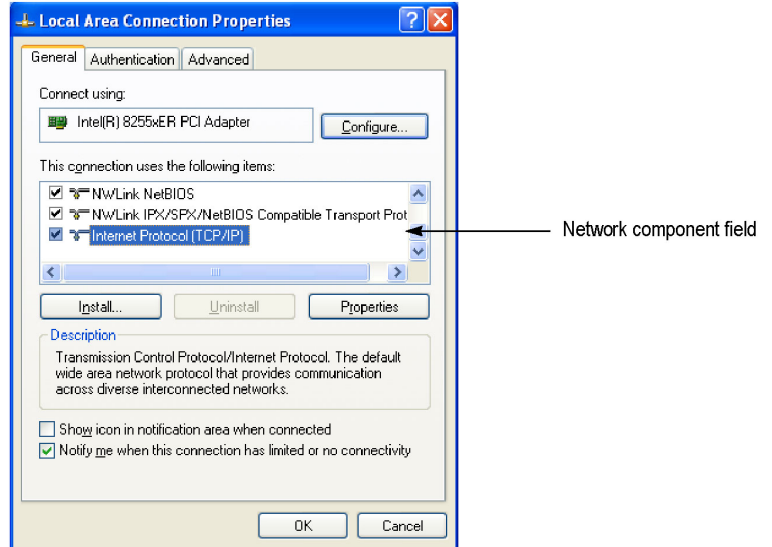 Local Area Connection Properties
General Authentication Advanced
Connect using:
Intel(R) 8255xER PCI Adapter
Configure...
This connection uses the following items:
NWLink NetBIOS
NWLink IPX/SPX/NetBIOS Compatible Transport Prot
Internet Protocol (TCP/IP)
Network component field
Install... Uninstall Properties
Description
Transmission Control Protocol/Internet Protocol. The default
wide area network protocol that provides communication
across diverse interconnected networks.
Show icon in notification area when connected
Notify me when this connection has limited or no connectivity
OK Cancel